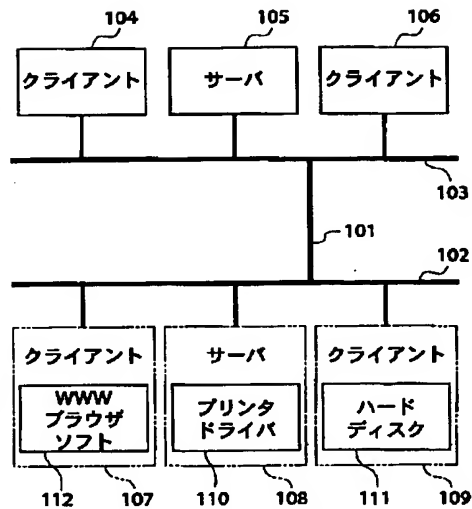 104
105
106
クライアント
サーバ
クライアント
103
101
102
クライアント
サーバ
クライアント
WWW
ブラウザ
ソフト
プリンタ
ドライバ
ハード
ディスク
112
107
110
108
111
109